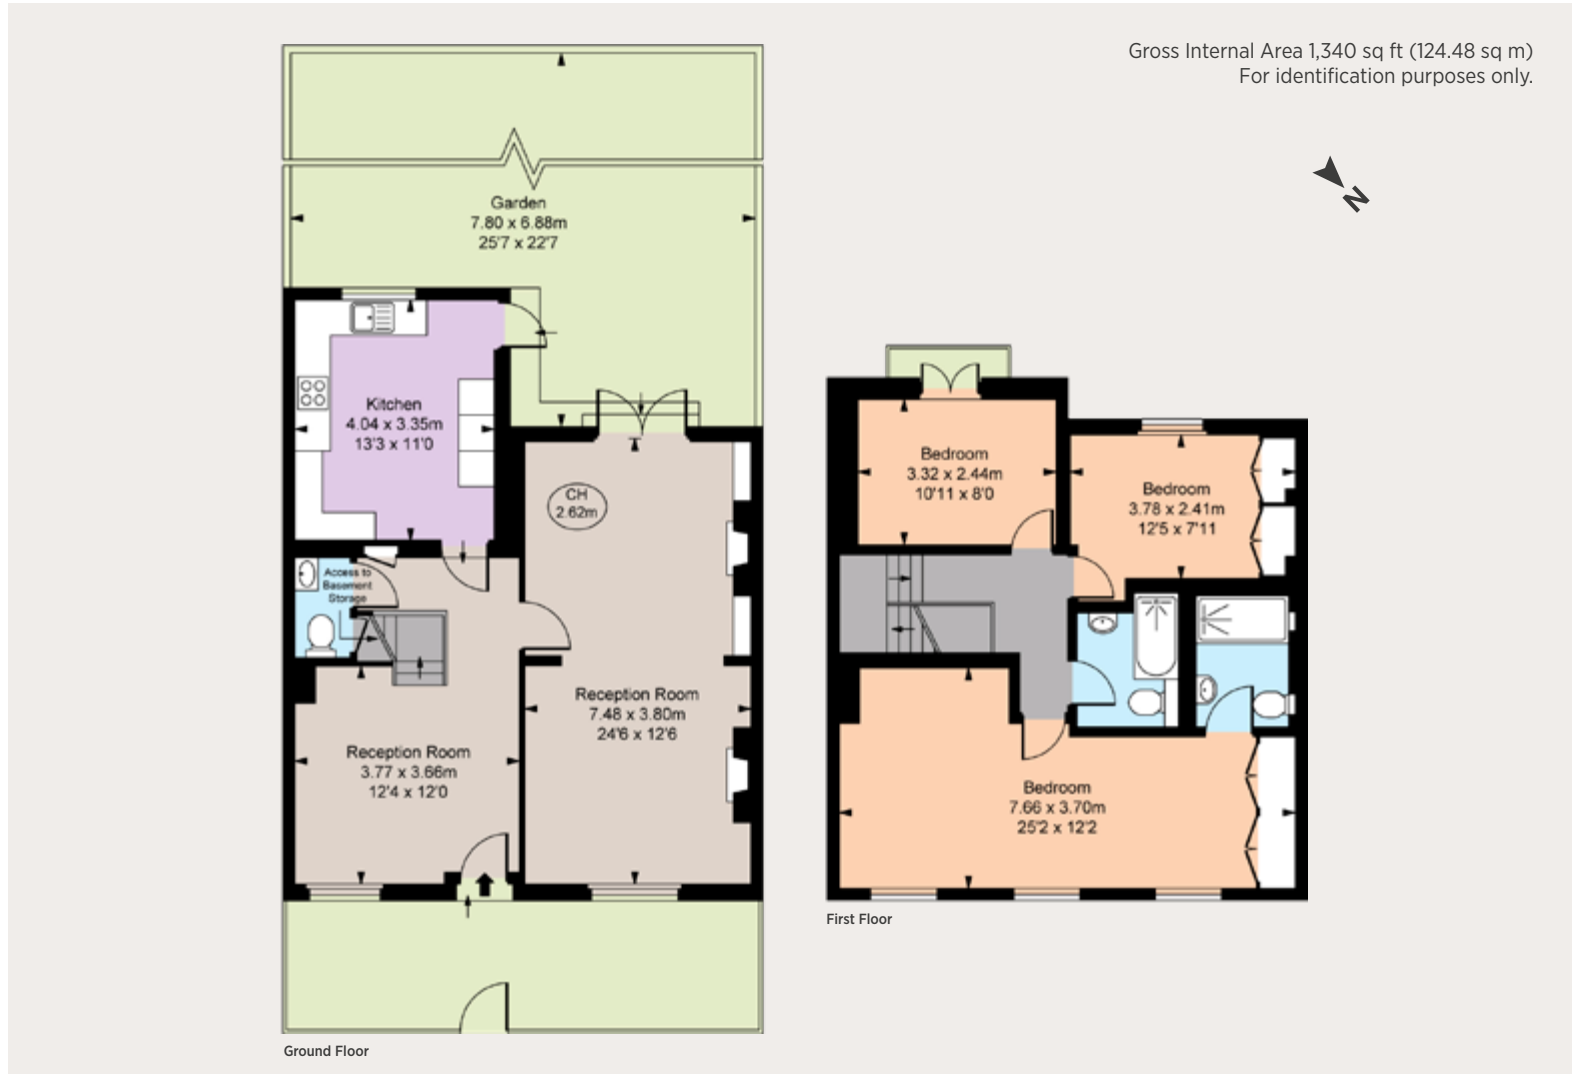 Gross Internal Area 1,340 sq ft (124.48 sq m)
For identification purposes only.
N
Garden
7.80 x 6.88m
25'7 x 22'7
Kitchen
4.04 x 3.35m
13'3 x 11'0
CH
2.62m
Access to
Basement
Storage
Reception Room
7.48 x 3.80m
24'6 x 12'6
Reception Room
3.77 x 3.66m
12'4 x 12'0
Ground Floor
Bedroom
3.32 x 2.44m
10'11 x 8'0
Bedroom
3.78 x 2.41m
12'5 x 7'11
Bedroom
7.66 x 3.70m
25'2 x 12'2
First Floor